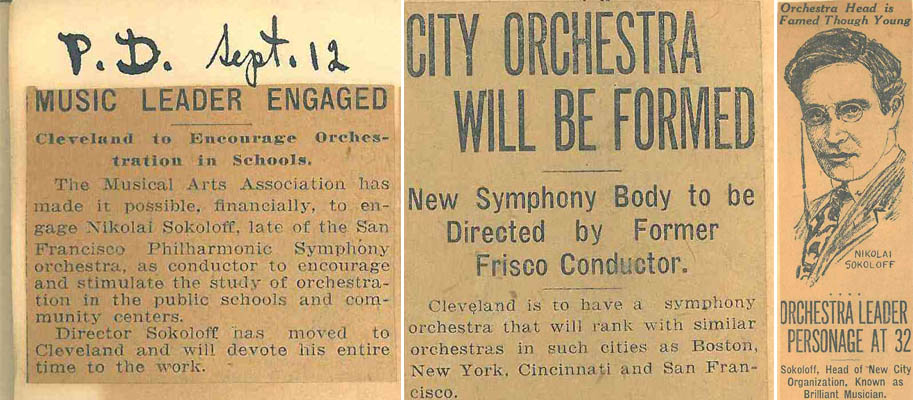 P. D. Sept. 12
MUSIC LEADER ENGAGED
Cleveland to Encourage Orches-
tration in Schools.
The Musical Arts Association has
made it possible, financially, to en-
gage Nikolai Sokoloff, late of the San
Francisco Philharmonic Symphony
orchestra, as conductor to encourage
and stimulate the study of orchestra-
tion in the public schools and com-
munity centers.
Director Sokoloff has moved to
Cleveland and will devote his entire
time to the work.
CITY ORCHESTRA
WILL BE FORMED
New Symphony Body to be
Directed by Former
Frisco Conductor.
Cleveland is to have a symphony
orchestra that will rank with similar
orchestras in such cities as Boston,
New York, Cincinnati and San Fran-
cisco.
Orchestra Head is
Famed Though Young
NIKOLAI
SOKOLOFF
ORCHESTRA LEADER
PERSONAGE AT 32
Sokoloff, Head of New City
Organization, Known as
Brilliant Musician.